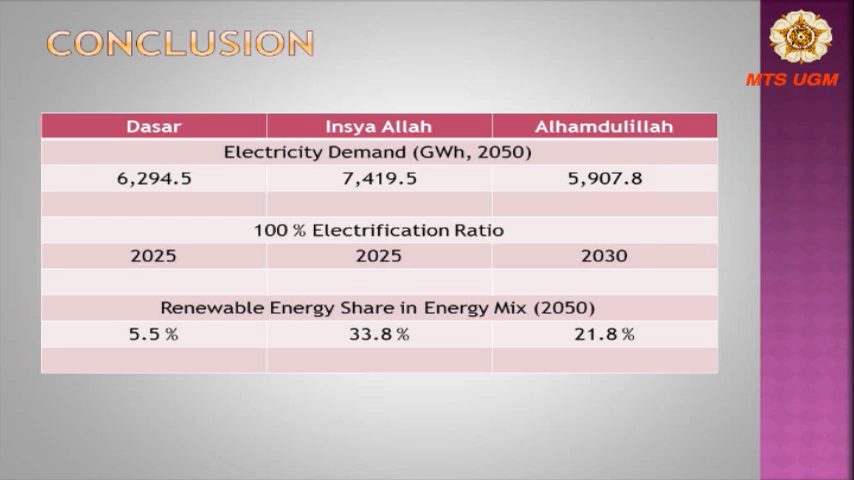 CONCLUSION
MTS UGM
Dasar Insya Allah Alhamdulillah
Electricity Demand (GWh, 2050)
6,294.5 7,419.5 5,907.8
100 % Electrification Ratio
2025 2025 2030
Renewable Energy Share in Energy Mix (2050)
5.5 % 33.8 % 21.8 %